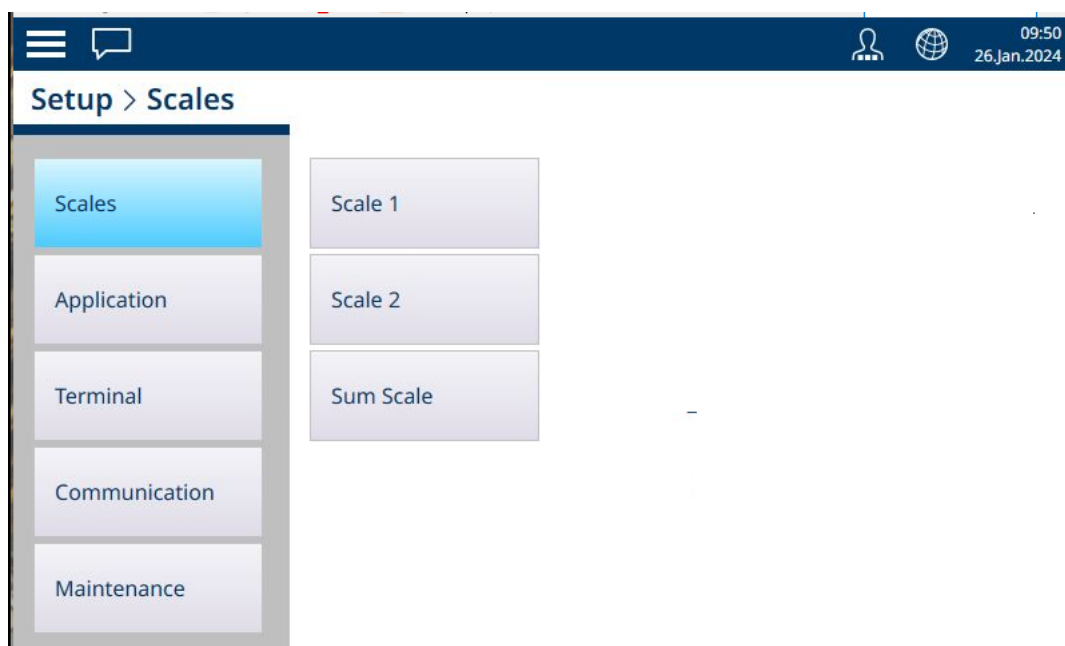 09:50
26.Jan.2024
Setup > Scales
Scales
Scale 1
Application
Scale 2
Terminal
Sum Scale
Communication
Maintenance